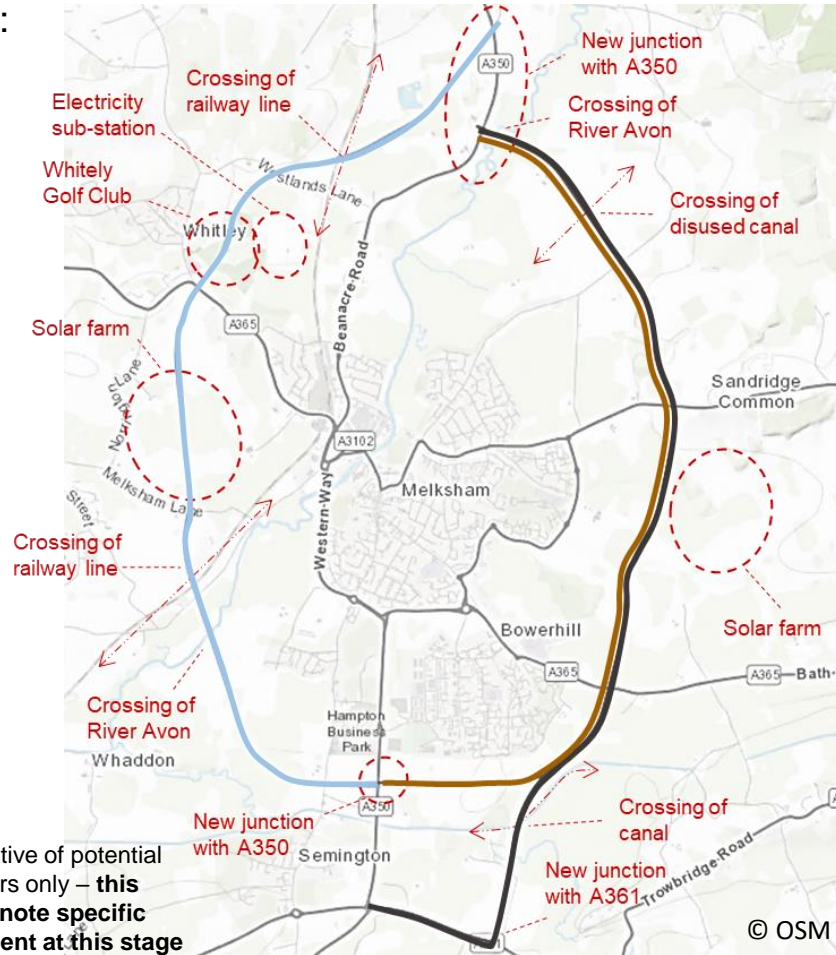 :
New junction
with A350
A350
Crossing of
railway line
Electricity
sub-station
Crossing of
River Avon
Whitely
Golf Club
Westlands Lane
Crossing of
disused canal
Whitley
Beanacre Road
Solar farm
A365
Sandridge
Common
Norrington Lane
A3102
Melksham
Melksham Lane
Street
Western Way
Crossing of
railway line
Bowerhill
Solar farm
A365
A365
Bath
Crossing of
River Avon
Hampton
Business
Park
Whaddon
A350
New junction
with A350
Crossing of
canal
Semington
New junction
with A361
Trowbridge Road
tive of potential
rs only – this
note specific
ent at this stage
© OSM